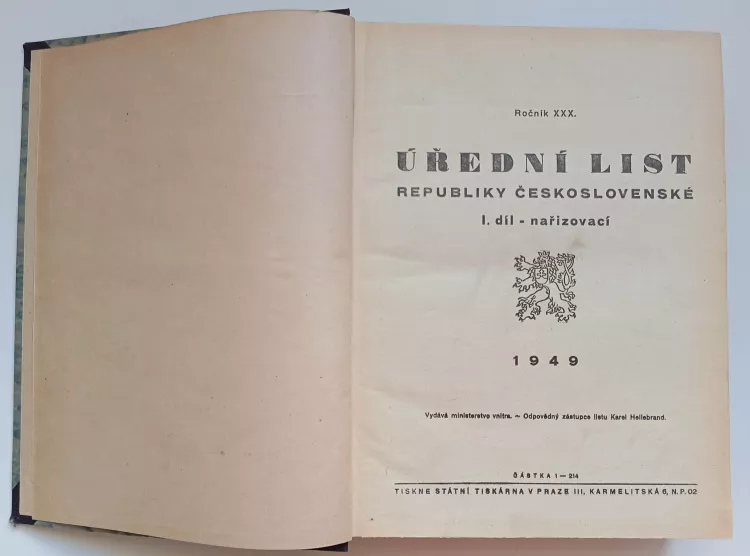 Ročník XXX.
ÚŘEDNÍ LIST
REPUBLIKY ČESKOSLOVENSKÉ
I. díl - nařizovací
1949
Vydává ministerstvo vnitra. ~ Odpovědný zástupce listu Karel Hellebrand.
ČÁSTKA 1—214
TISKNE STÁTNÍ TISKÁRNA V PRAZE III, KARMELITSKÁ 6, N. P. 02